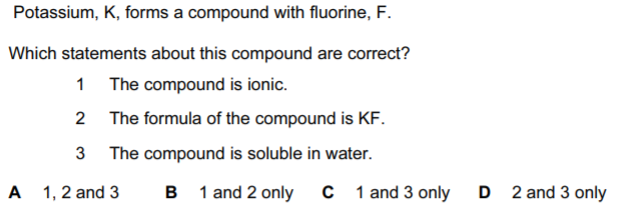 Potassium, K, forms a compound with fluorine, F.
Which statements about this compound are correct?
1 The compound is ionic.
2 The formula of the compound is KF.
3 The compound is soluble in water.
A 1, 2 and 3 B 1 and 2 only C 1 and 3 only D 2 and 3 only